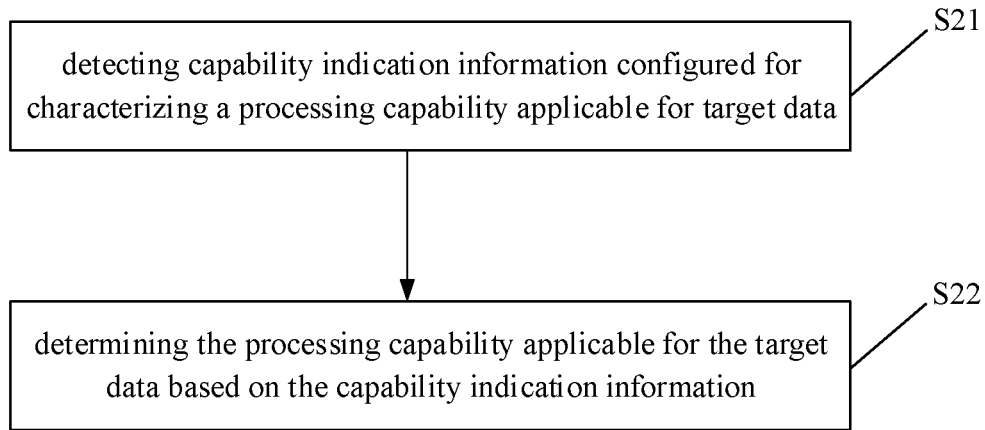 S21
detecting capability indication information configured for
characterizing a processing capability applicable for target data
S22
determining the processing capability applicable for the target
data based on the capability indication information